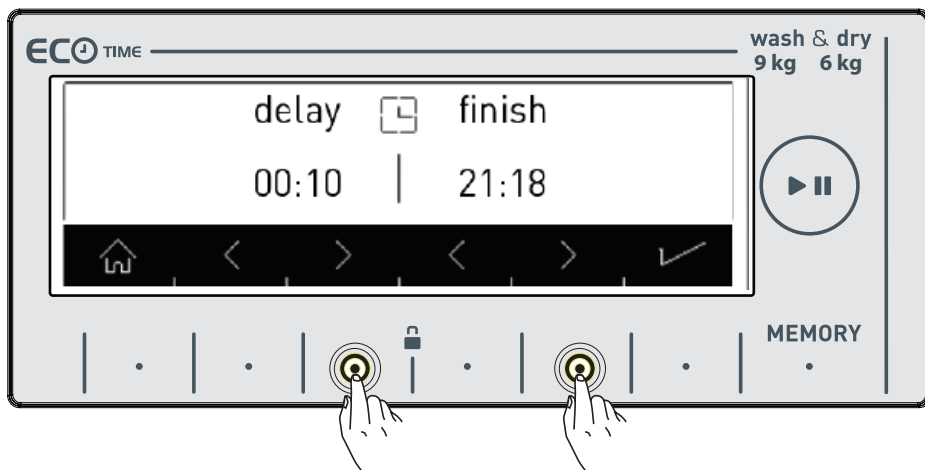 ECO TIME
wash & dry
9 kg 6 kg
delay finish
00:10 21:18
MEMORY